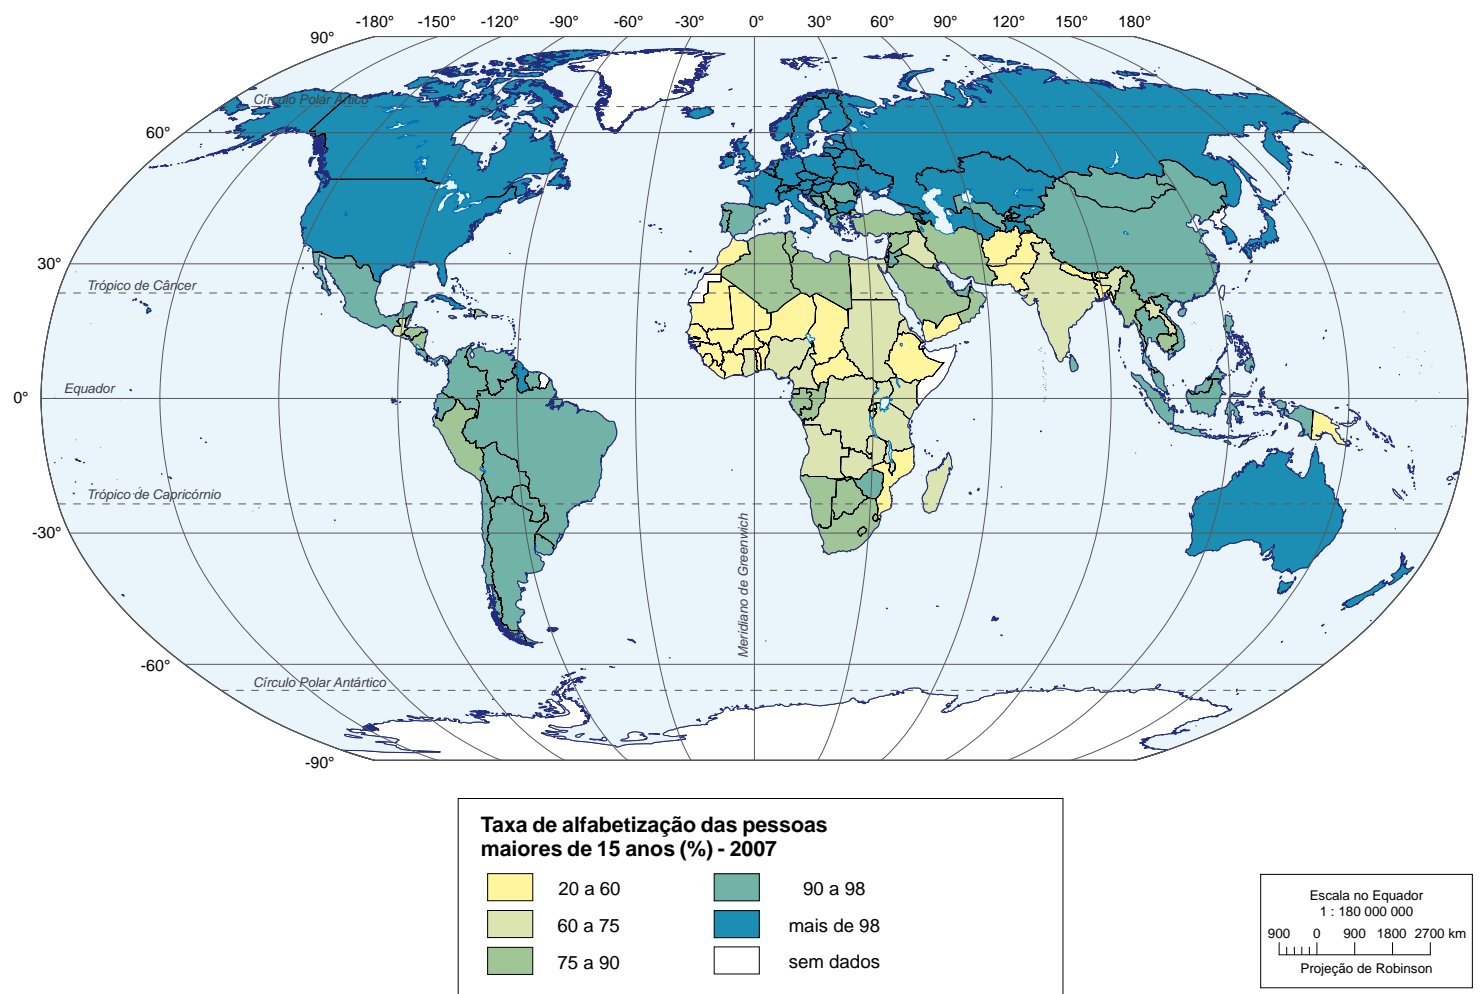 -180° -150° -120° -90° -60° -30° 0° 30° 60° 90° 120° 150° 180°
90°
Círculo Polar Ártico
60°
30°
Trópico de Câncer
Equador
0°
Trópico de Capricórnio
-30°
Meridiano de Greenwich
-60°
Círculo Polar Antártico
-90°
Taxa de alfabetização das pessoas
maiores de 15 anos (%) - 2007
20 a 60
90 a 98
60 a 75
mais de 98
75 a 90
sem dados
Escala no Equador
1 : 180 000 000
900 0 900 1800 2700 km
Projeção de Robinson